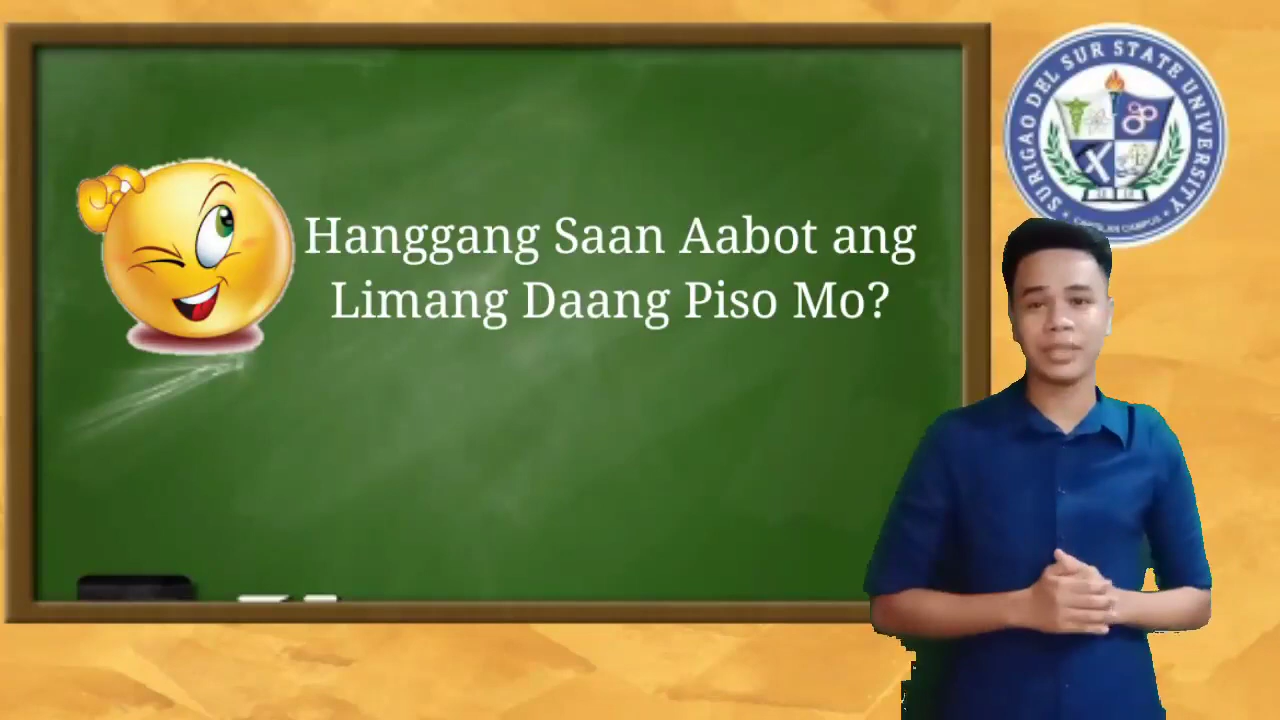 Hanggang Saan Aabot ang
Limang Daang Piso Mo?
SURIGAO DEL SUR STATE UNIVERSITY